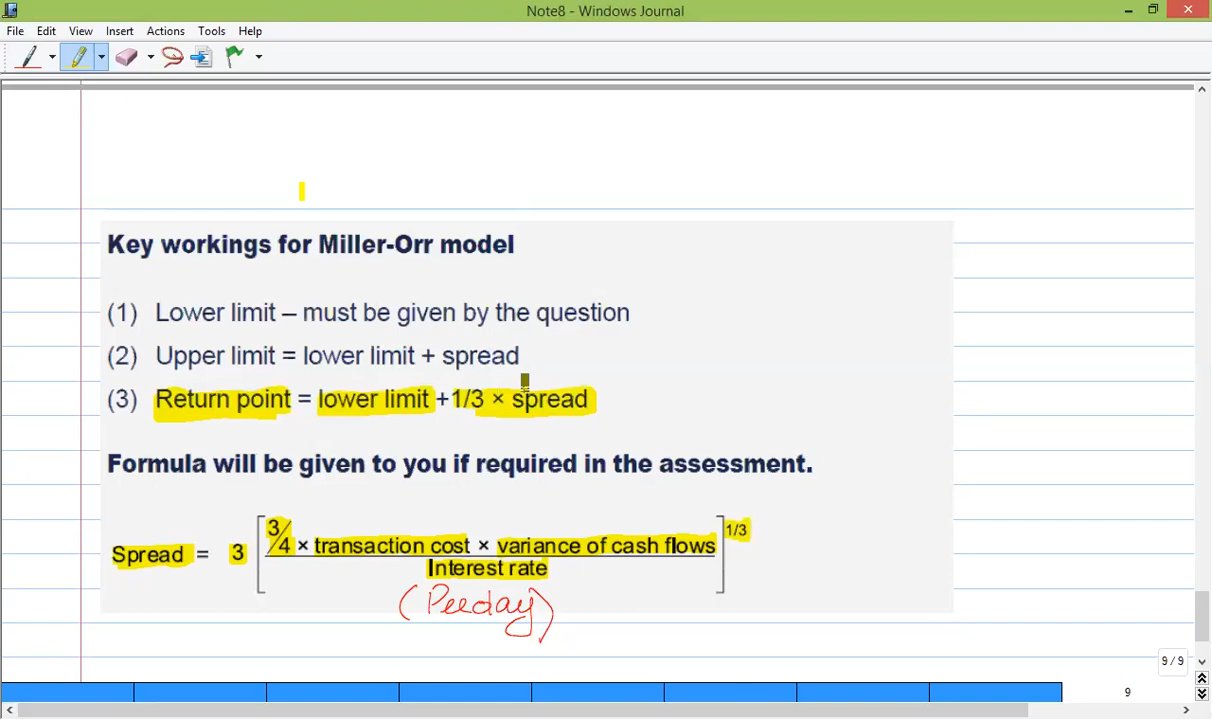 Note8 - Windows Journal
File Edit View Insert Actions Tools Help
Key workings for Miller-Orr model
(1) Lower limit – must be given by the question
(2) Upper limit = lower limit + spread
(3) Return point = lower limit +1/3 × spread
Formula will be given to you if required in the assessment.
Spread = 3 [ 3/4 × transaction cost × variance of cash flows ] 1/3
Interest rate
(Per day)
9 / 9
9